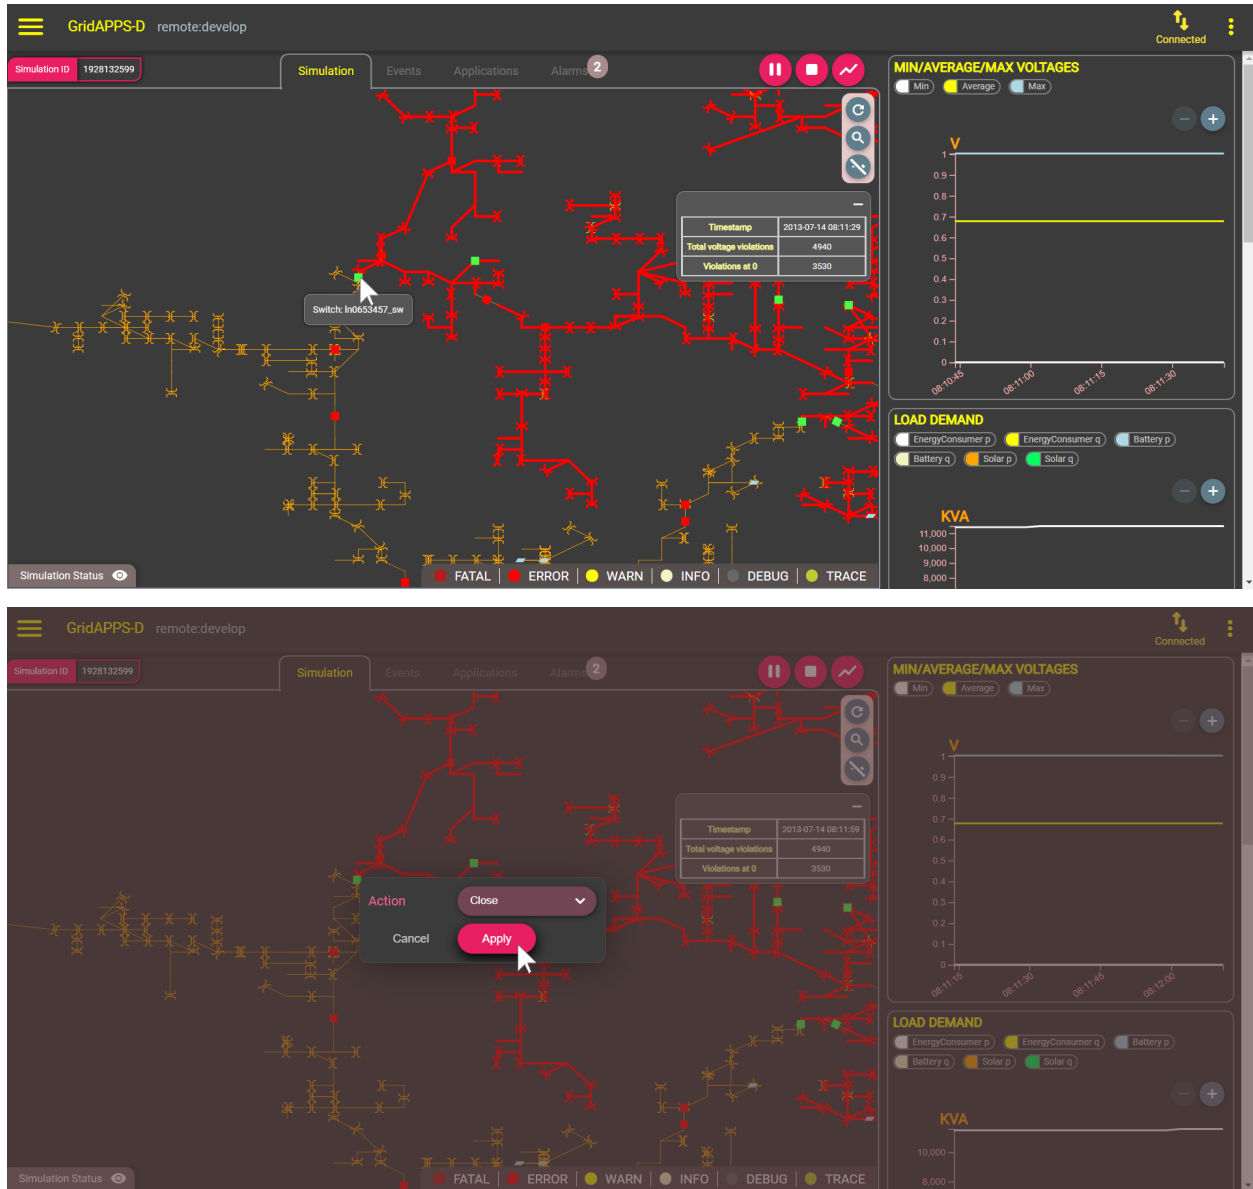 GridAPPS-D remote:develop
Connected
Simulation ID 1928132599
Simulation Events Applications Alarms 2
MIN/AVERAGE/MAX VOLTAGES
Min Average Max
V
1
0.9
0.8
0.7
0.6
0.5
0.4
0.3
0.2
0.1
0
08:10:45 08:11:00 08:11:15 08:11:30
Timestamp 2013-07-14 08:11:29
Total voltage violations 4940
Violations at 0 3530
Switch: ln0653457_sw
LOAD DEMAND
EnergyConsumer p EnergyConsumer q Battery p
Battery q Solar p Solar q
KVA
11,000
10,000
9,000
8,000
Simulation Status
FATAL ERROR WARN INFO DEBUG TRACE
GridAPPS-D remote:develop
Connected
Simulation ID 1928132599
Simulation Events Applications Alarms 2
MIN/AVERAGE/MAX VOLTAGES
Min Average Max
V
1
0.9
0.8
0.7
0.6
0.5
0.4
0.3
0.2
0.1
0
08:11:15 08:11:30 08:11:45 08:12:00
Timestamp 2013-07-14 08:11:59
Total voltage violations 4940
Violations at 0 3530
Action Close
Cancel Apply
LOAD DEMAND
EnergyConsumer p EnergyConsumer q Battery p
Battery q Solar p Solar q
KVA
10,000
8,000
Simulation Status
FATAL ERROR WARN INFO DEBUG TRACE